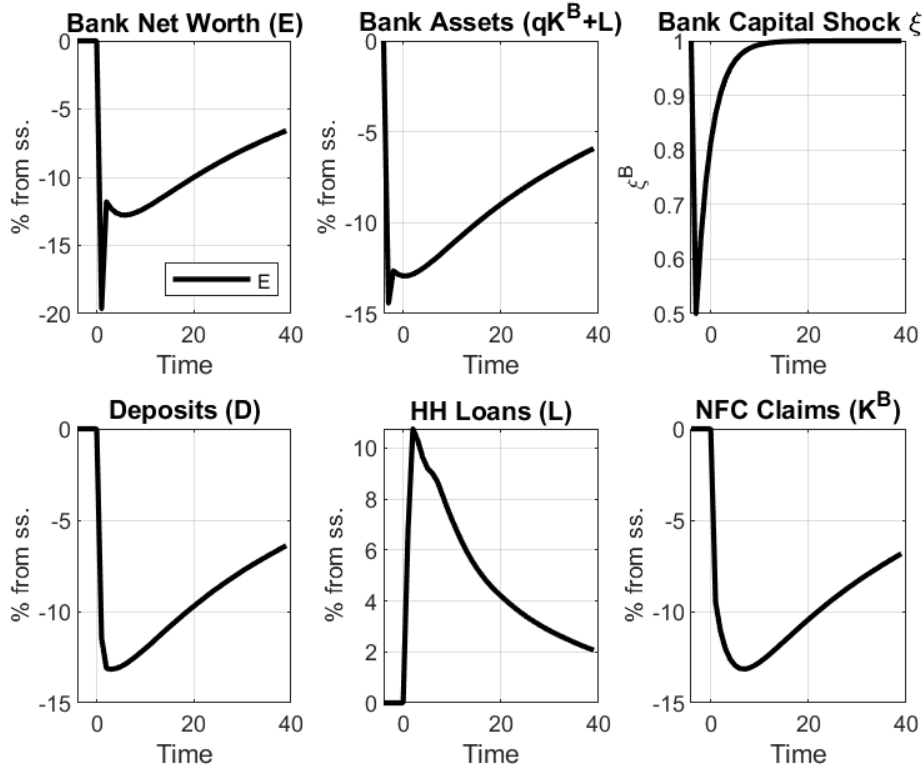 Bank Net Worth (E)
0
-5
-10
-15
-20
% from ss.
E
0 20 40
Time
Bank Assets (qK^B+L)
0
-5
-10
-15
% from ss.
0 20 40
Time
Bank Capital Shock ξ
1
0.9
0.8
0.7
0.6
0.5
ξ^B
0 20 40
Time
Deposits (D)
0
-5
-10
-15
% from ss.
0 20 40
Time
HH Loans (L)
10
8
6
4
2
0
% from ss.
0 20 40
Time
NFC Claims (K^B)
0
-5
-10
-15
% from ss.
0 20 40
Time